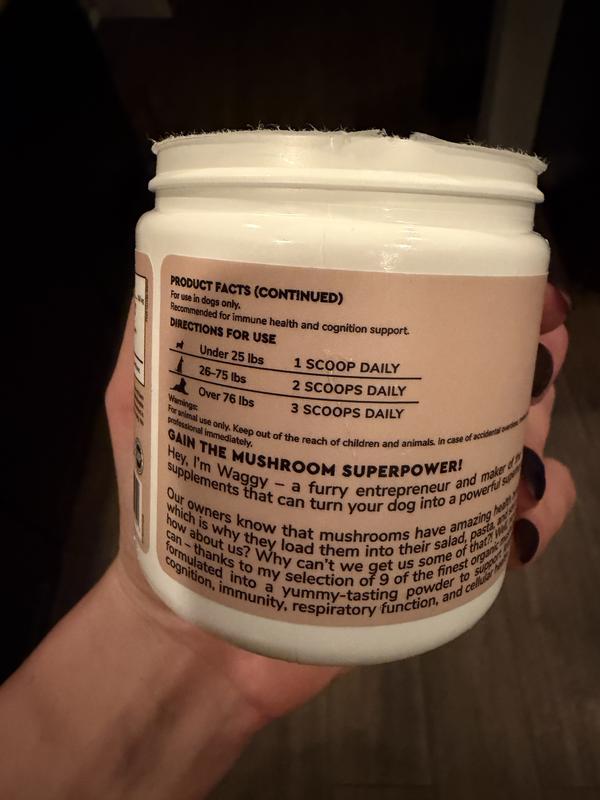 PRODUCT FACTS (CONTINUED)
For use in dogs only.
Recommended for immune health and cognition support.
DIRECTIONS FOR USE
Under 25 lbs 1 SCOOP DAILY
26-75 lbs 2 SCOOPS DAILY
Over 76 lbs 3 SCOOPS DAILY
Warnings:
For animal use only. Keep out of the reach of children and animals. In case of accidental
professional immediately.
GAIN THE MUSHROOM SUPERPOWER!
Hey, I'm Waggy – a furry entrepreneur and maker of
supplements that can turn your dog into a powerful
Our owners know that mushrooms have amazing health
which is why they load them into their salad, pasta, and
how about us? Why can't we get us some of that?!
can – thanks to my selection of 9 of the finest organic
formulated into a yummy-tasting powder to support
cognition, immunity, respiratory function, and cellular